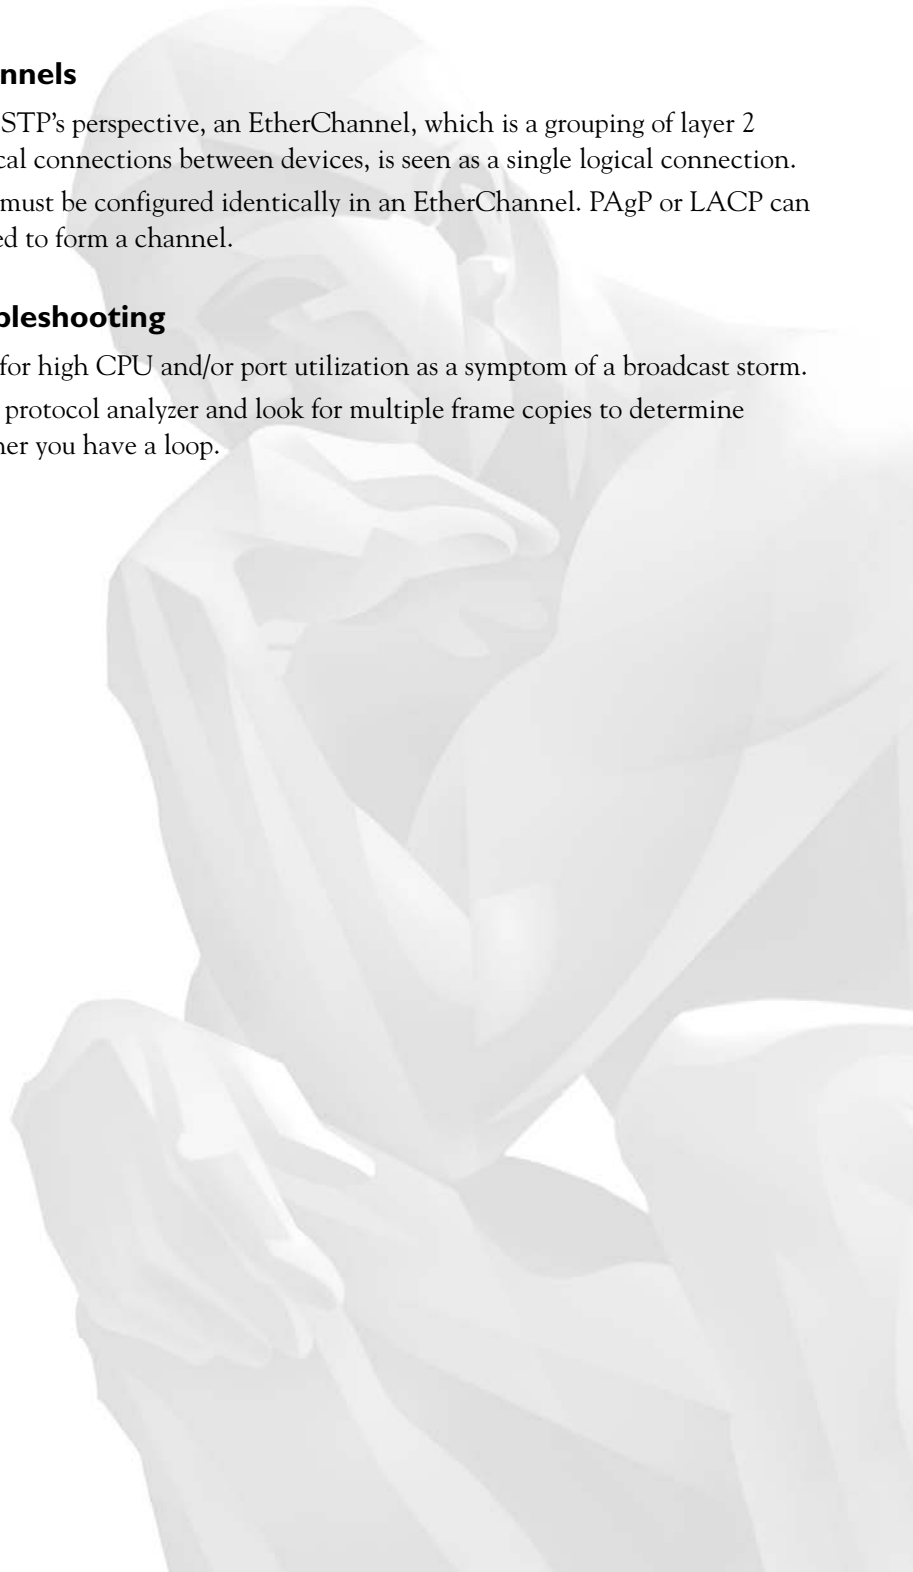 nnels
STP's perspective, an EtherChannel, which is a grouping of layer 2
cal connections between devices, is seen as a single logical connection.
must be configured identically in an EtherChannel. PAgP or LACP can
ed to form a channel.
bleshooting
for high CPU and/or port utilization as a symptom of a broadcast storm.
protocol analyzer and look for multiple frame copies to determine
her you have a loop.